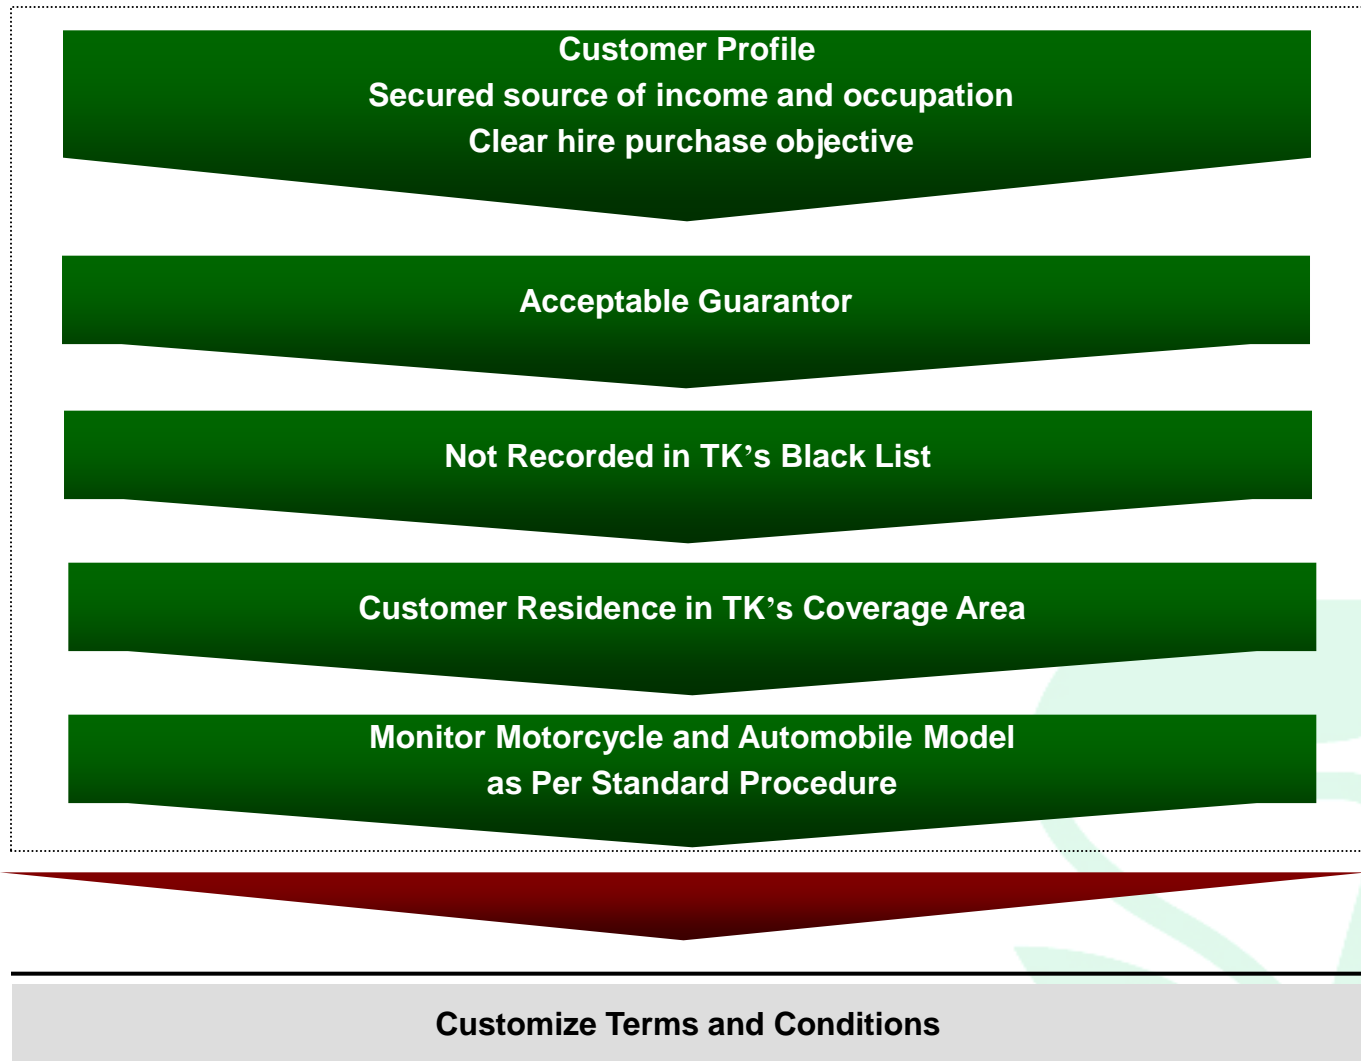 Customer Profile
Secured source of income and occupation
Clear hire purchase objective
Acceptable Guarantor
Not Recorded in TK’s Black List
Customer Residence in TK’s Coverage Area
Monitor Motorcycle and Automobile Model
as Per Standard Procedure
Customize Terms and Conditions